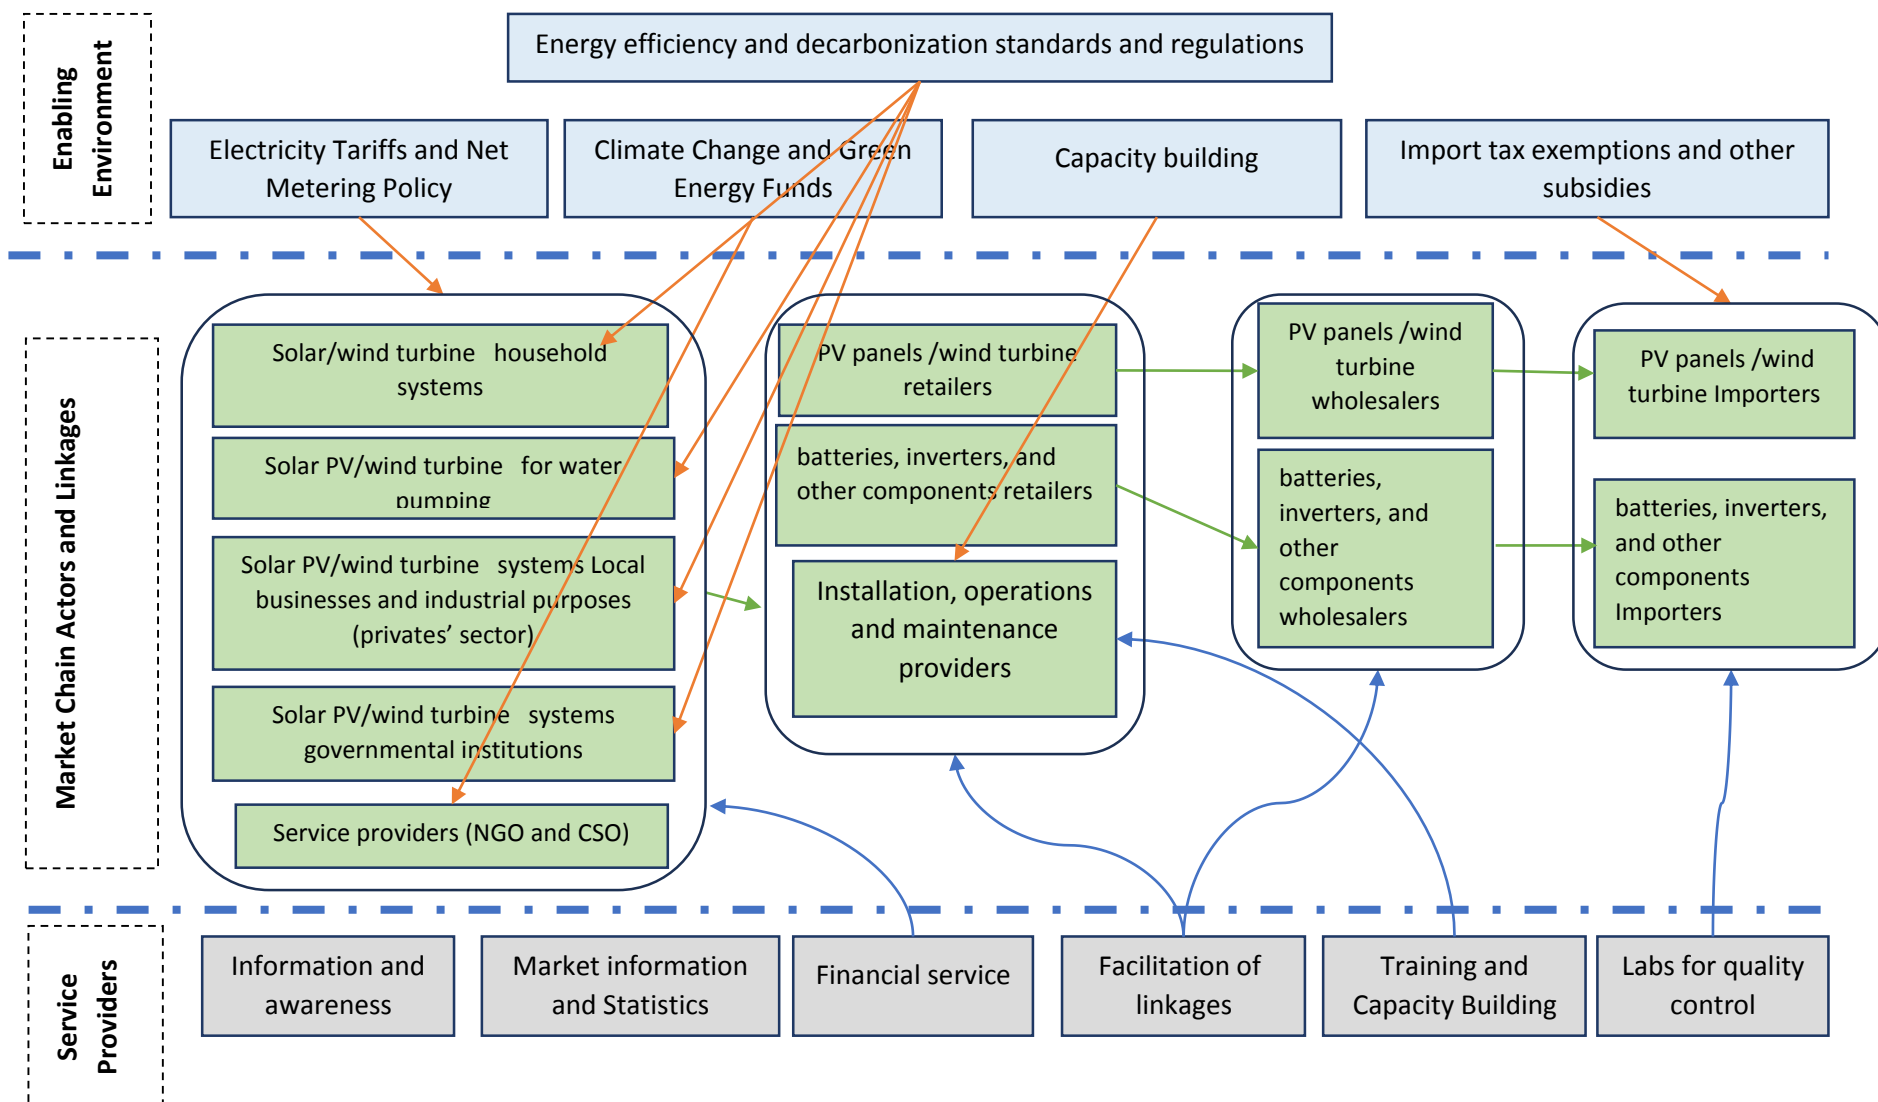 Enabling
Environment
Energy efficiency and decarbonization standards and regulations
Electricity Tariffs and Net
Metering Policy
Climate Change and Green
Energy Funds
Capacity building
Import tax exemptions and other
subsidies
Market Chain Actors and Linkages
Solar/wind turbine household
systems
Solar PV/wind turbine for water
pumping
Solar PV/wind turbine systems Local
businesses and industrial purposes
(privates’ sector)
Solar PV/wind turbine systems
governmental institutions
Service providers (NGO and CSO)
PV panels /wind turbine
retailers
batteries, inverters, and
other components retailers
Installation, operations
and maintenance
providers
PV panels /wind
turbine
wholesalers
batteries,
inverters, and
other
components
wholesalers
PV panels /wind
turbine Importers
batteries, inverters,
and other
components
Importers
Service
Providers
Information and
awareness
Market information
and Statistics
Financial service
Facilitation of
linkages
Training and
Capacity Building
Labs for quality
control